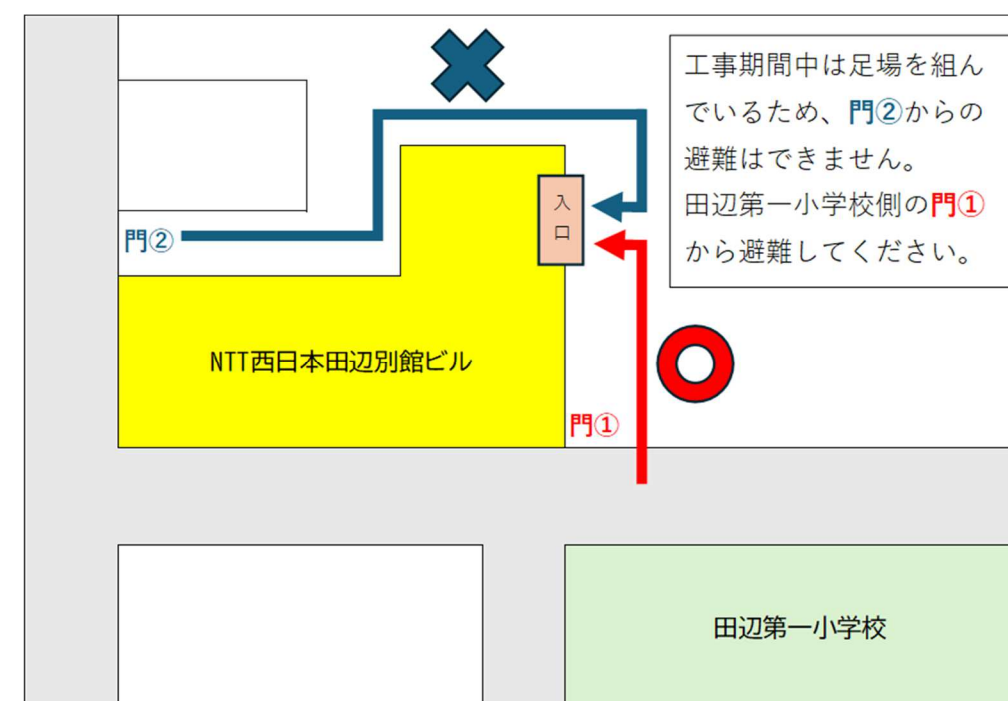 工事期間中は足場を組ん
でいるため、門②からの
避難はできません。
田辺第一小学校側の門①
から避難してください。
入口
門②
NTT西日本田辺別館ビル
門①
田辺第一小学校